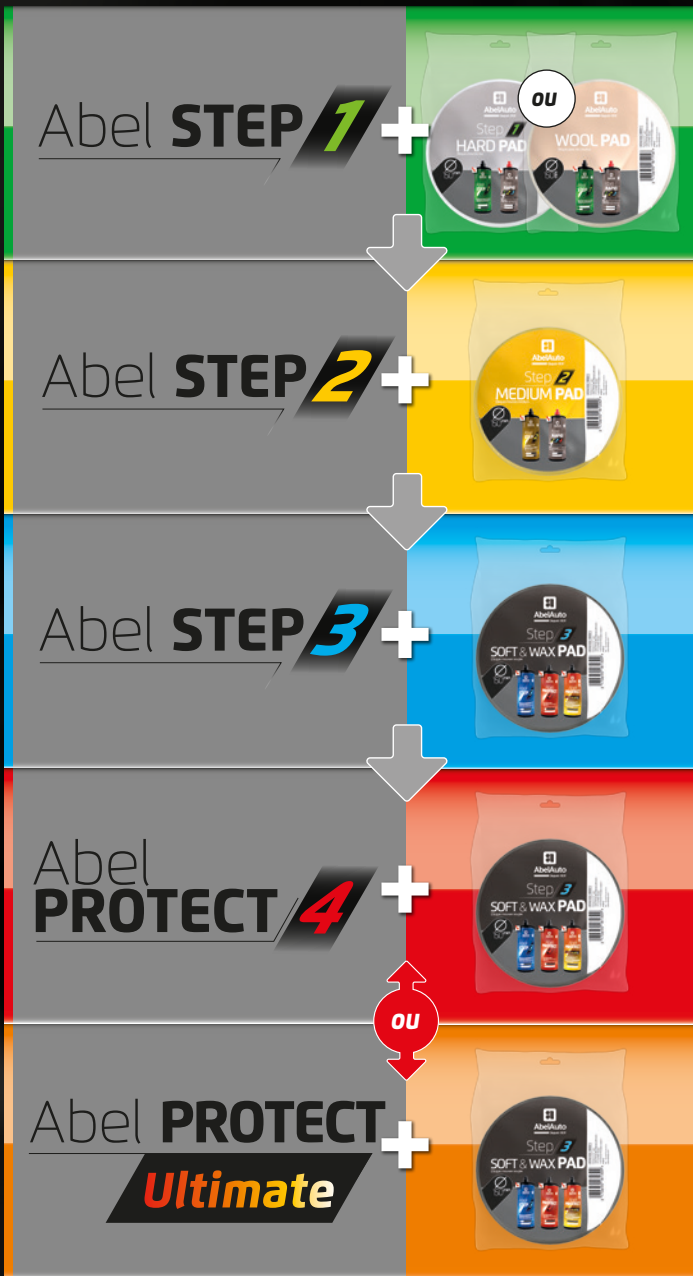 Abel STEP 1
+
ou
AbelAuto
Step 1
HARD PAD
AbelAuto
WOOL PAD
Abel STEP 2
+
AbelAuto
Step 2
MEDIUM PAD
Abel STEP 3
+
AbelAuto
Step 3
SOFT & WAX PAD
Abel
PROTECT 4
+
AbelAuto
Step 3
SOFT & WAX PAD
ou
Abel PROTECT
Ultimate
+
AbelAuto
Step 3
SOFT & WAX PAD